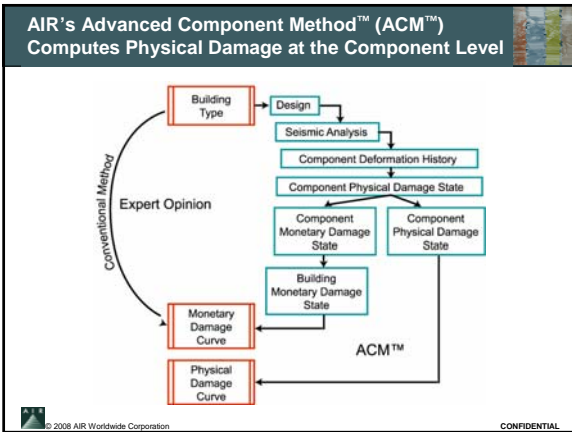 AIR's Advanced Component Method™ (ACM™)
Computes Physical Damage at the Component Level
Building
Type
Design
Seismic Analysis
Component Deformation History
Component Physical Damage State
Conventional Method
Expert Opinion
Component
Monetary Damage
State
Component
Physical Damage
State
Building
Monetary Damage
State
Monetary
Damage
Curve
ACM™
Physical
Damage
Curve
AIR
© 2008 AIR Worldwide Corporation
CONFIDENTIAL